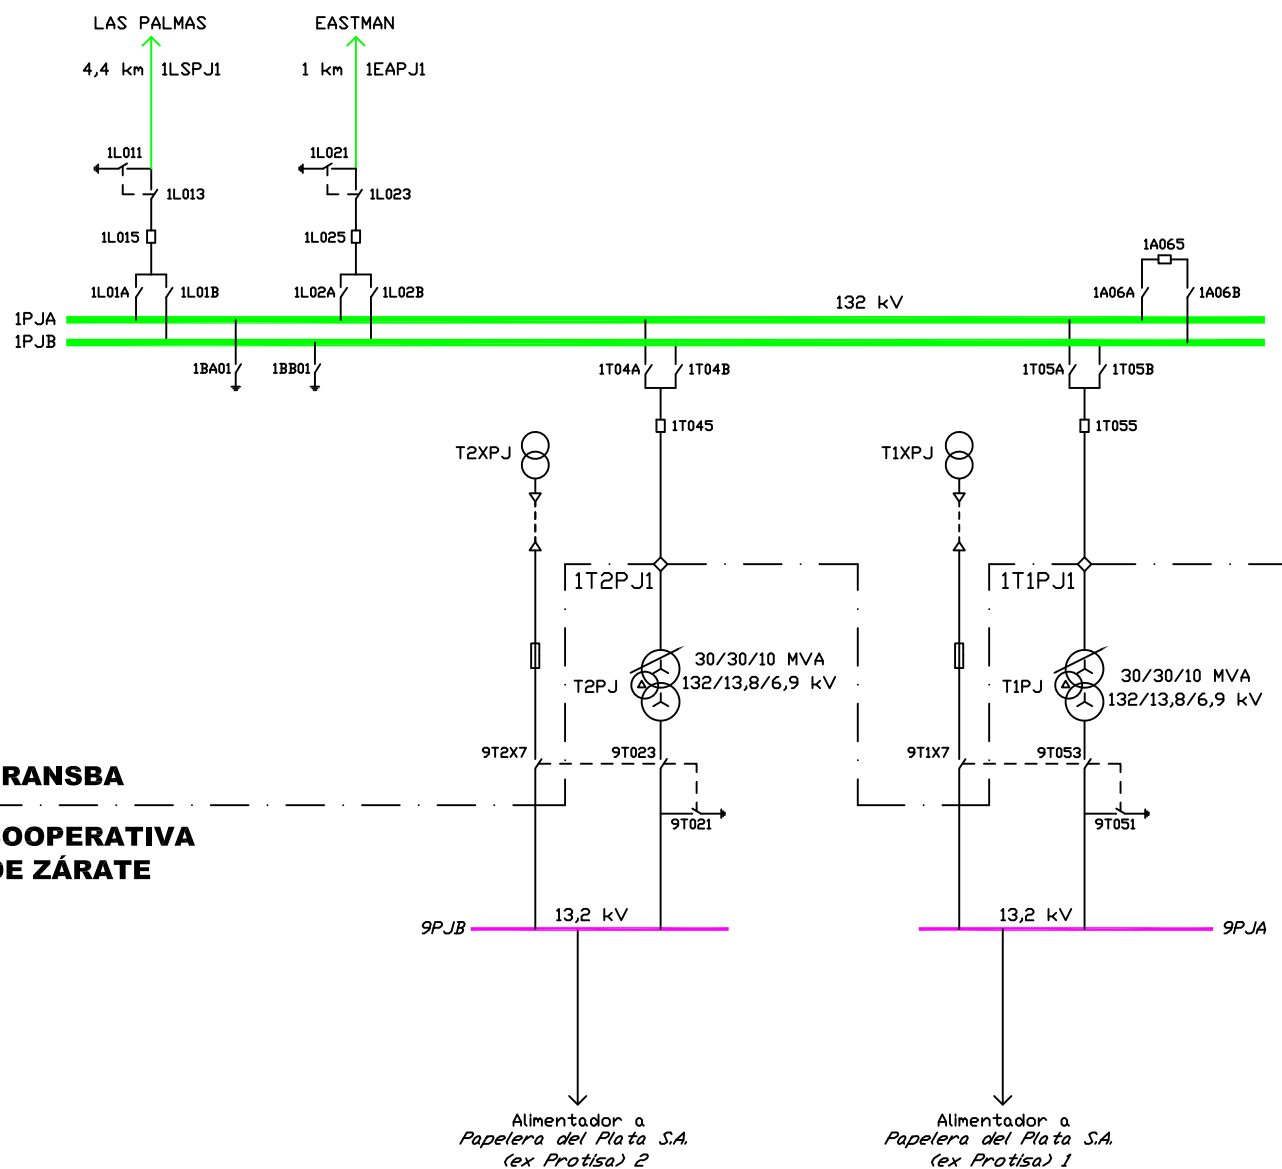 LAS PALMAS
EASTMAN
4,4 km 1LSPJ1
1 km 1EAPJ1
1L011
1L021
1L013
1L023
1L015
1L025
1A065
1L01A
1L01B
1L02A
1L02B
1A06A
1A06B
132 kV
1PJA
1PJB
1BA01
1BB01
1T04A
1T04B
1T05A
1T05B
1T045
1T055
T2XPJ
T1XPJ
1T2PJ1
1T1PJ1
30/30/10 MVA
132/13,8/6,9 kV
T2PJ
30/30/10 MVA
132/13,8/6,9 kV
T1PJ
9T2X7
9T023
9T1X7
9T053
RANSBA
9T021
9T051
OOPERATIVA
DE ZÁRATE
13,2 kV
13,2 kV
9PJB
9PJA
Alimentador a
Papelera del Plata S.A.
(ex Protisa) 2
Alimentador a
Papelera del Plata S.A.
(ex Protisa) 1